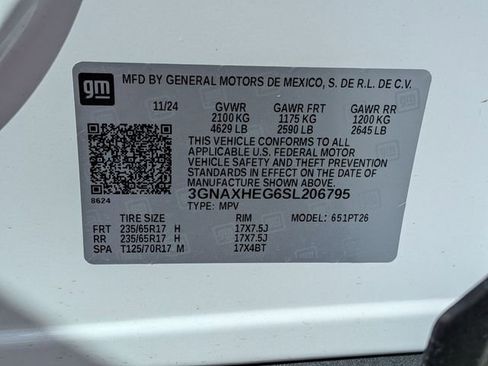 gm
MFD BY GENERAL MOTORS DE MEXICO, S. DE R.L. DE C.V.
11/24 GVWR GAWR FRT GAWR RR
2100 KG 1175 KG 1200 KG
4629 LB 2590 LB 2645 LB
THIS VEHICLE CONFORMS TO ALL
APPLICABLE U.S. FEDERAL MOTOR
VEHICLE SAFETY AND THEFT PREVENTION
STANDARDS IN EFFECT ON THE DATE OF
MANUFACTURE SHOWN ABOVE.
8624 3GNAXHEG6SL206795
TYPE: MPV
TIRE SIZE RIM MODEL: 651PT26
FRT 235/65R17 H 17X7.5J
RR 235/65R17 H 17X7.5J
SPA T125/70R17 M 17X4BT